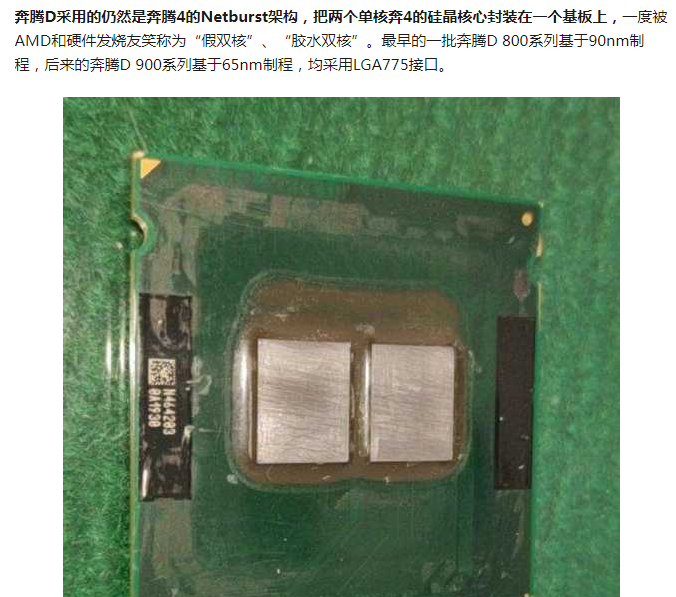 奔腾D采用的仍然是奔腾4的Netburst架构，把两个单核奔4的硅晶核心封装在一个基板上，一度被
AMD和硬件发烧友笑称为“假双核”、“胶水双核”。最早的一批奔腾D 800系列基于90nm制
程，后来的奔腾D 900系列基于65nm制程，均采用LGA775接口。
N464203
0A1930